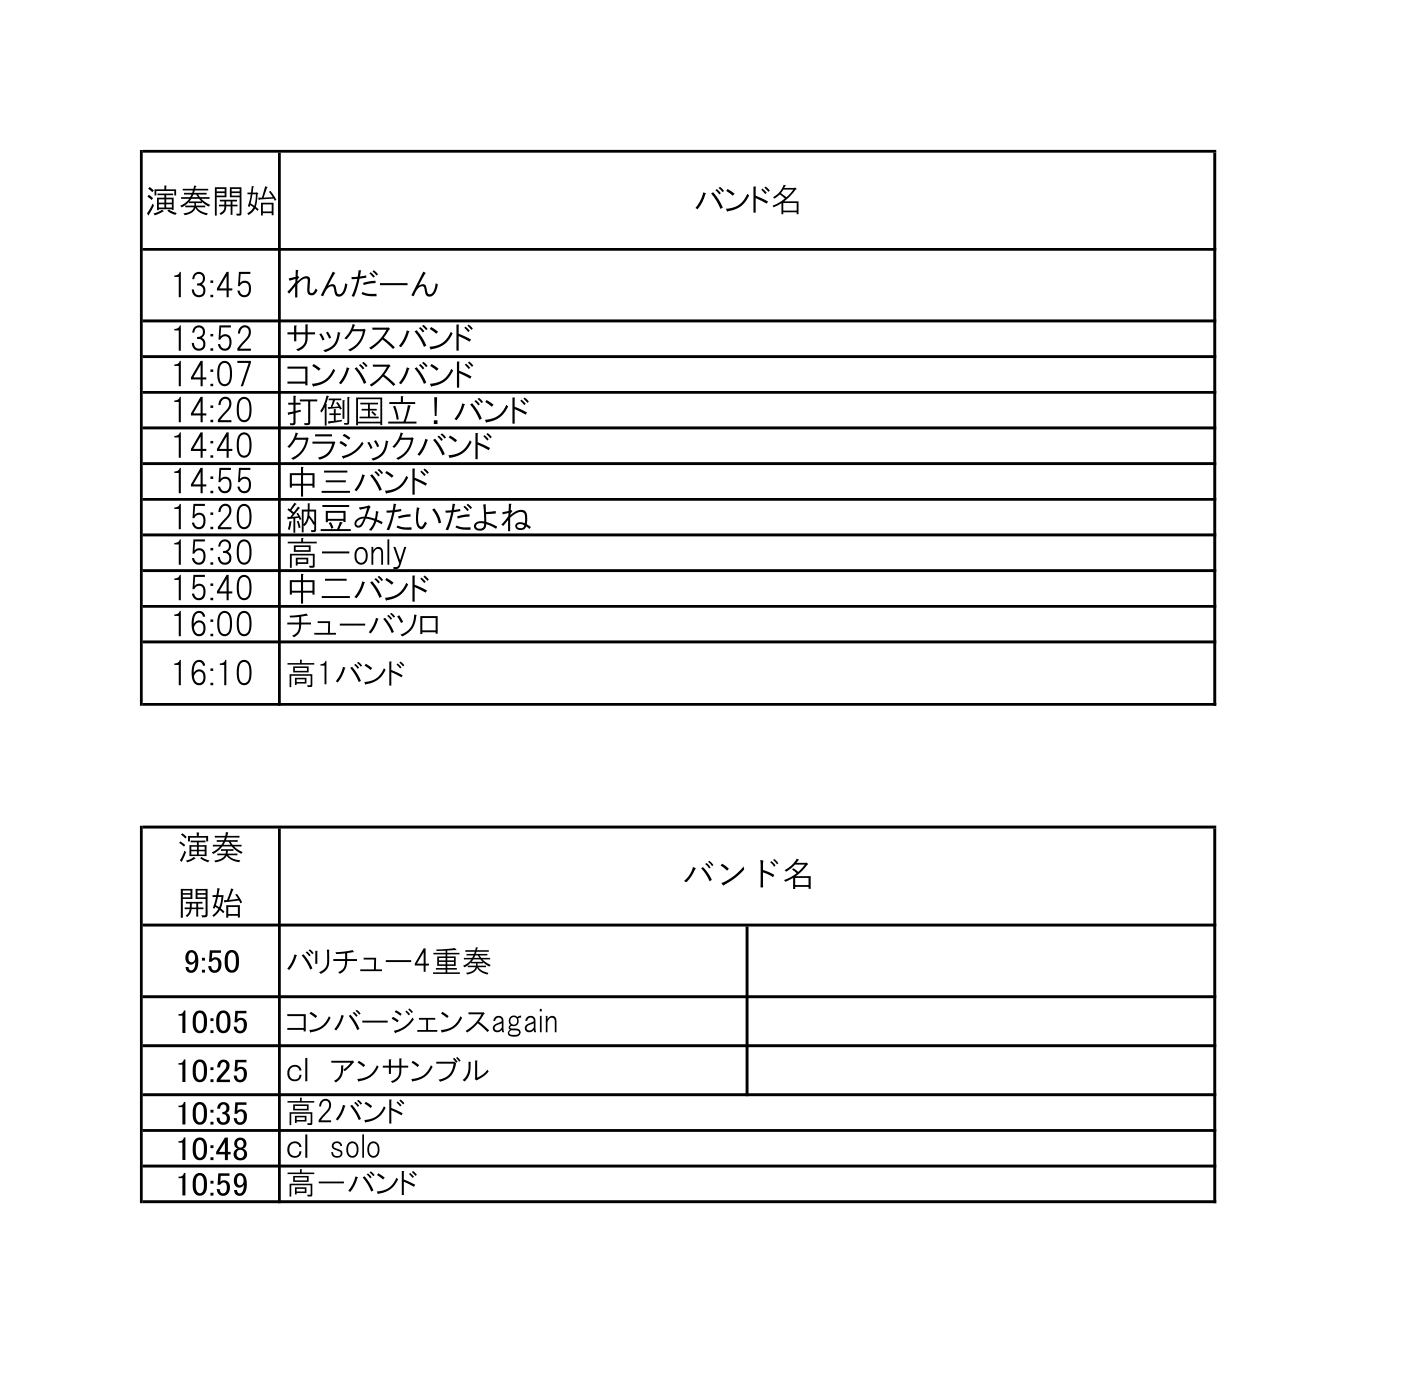 演奏開始 バンド名
13:45 れんだーん
13:52 サックスバンド
14:07 コンバスバンド
14:20 打倒国立！バンド
14:40 クラシックバンド
14:55 中三バンド
15:20 納豆みたいだよね
15:30 高一only
15:40 中二バンド
16:00 チューバソロ
16:10 高1バンド
演奏
開始
バンド名
9:50 バリチュー4重奏
10:05 コンバージェンスagain
10:25 cl　アンサンブル
10:35 高2バンド
10:48 cl　solo
10:59 高一バンド